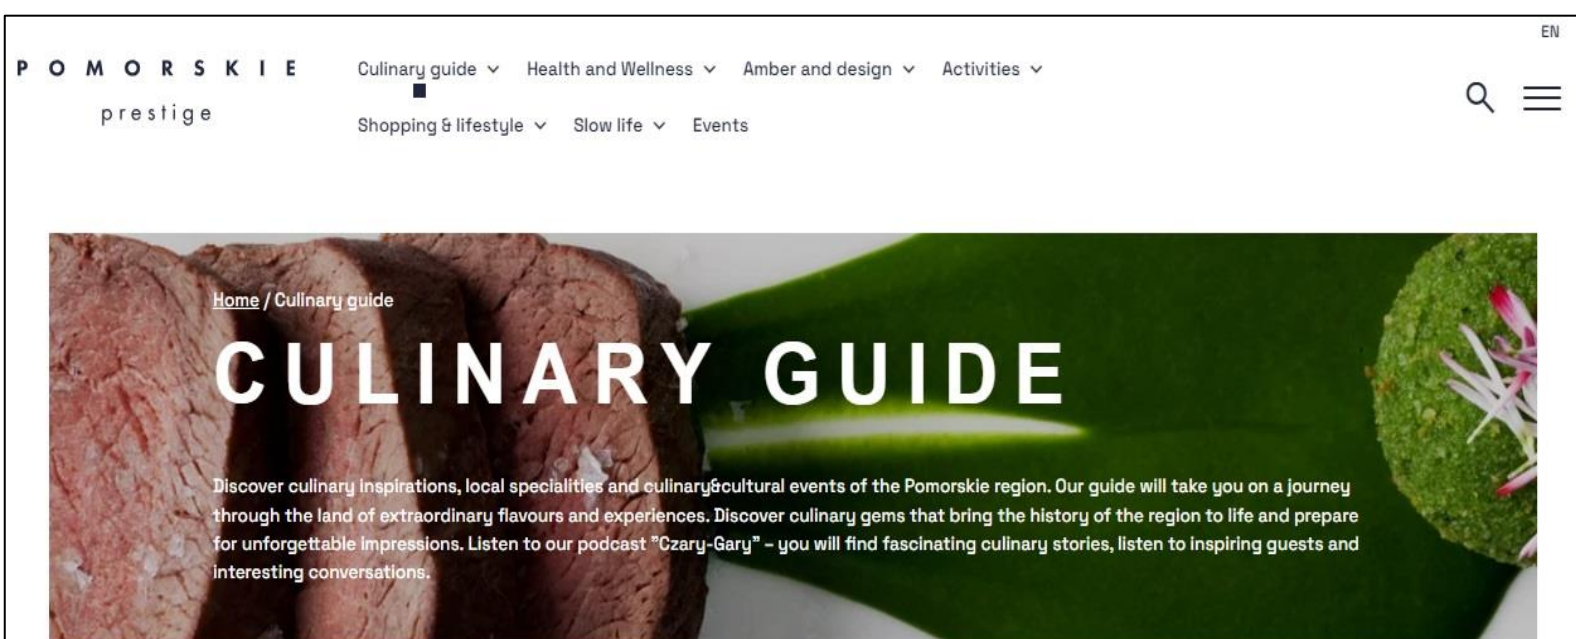 EN
POMORSKIE
prestige
Culinary guide Health and Wellness Amber and design Activities
Shopping & lifestyle Slow life Events
Home / Culinary guide
CULINARY GUIDE
Discover culinary inspirations, local specialities and culinary&cultural events of the Pomorskie region. Our guide will take you on a journey
through the land of extraordinary flavours and experiences. Discover culinary gems that bring the history of the region to life and prepare
for unforgettable impressions. Listen to our podcast "Czary-Gary" – you will find fascinating culinary stories, listen to inspiring guests and
interesting conversations.